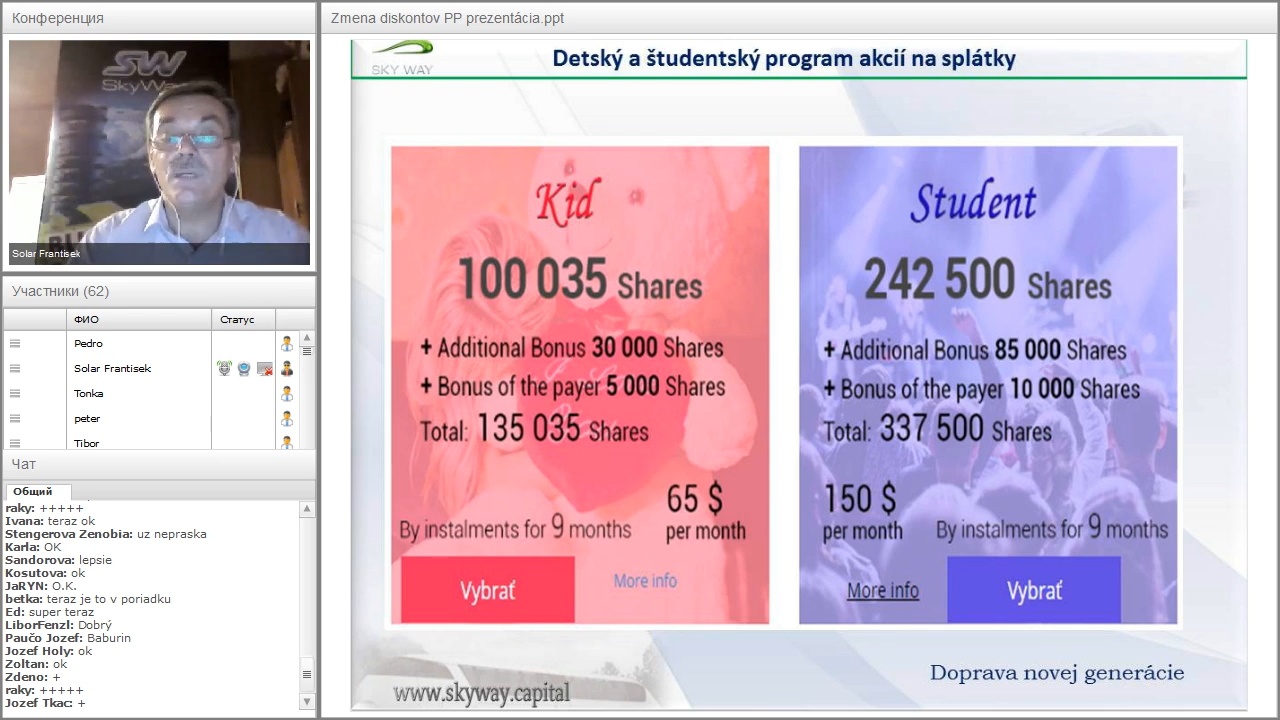 Конференция
SW
SkyWa
Solar Frantisek
Участники (62)
ФИО Статус
Pedro
Solar Frantisek
Tonka
peter
Tibor
Чат
Общий
raky: +++++
Ivana: teraz ok
Stengerova Zenobia: uz nepraska
Karla: OK
Sandorova: lepsie
Kosutova: ok
JaRYN: O.K.
betka: teraz je to v poriadku
Ed: super teraz
LiborFenzl: Dobrý
Paučo Jozef: Baburin
Jozef Holy: ok
Zoltan: ok
Zdeno: +
raky: +++++
Jozef Tkac: +
Zmena diskontov PP prezentácia.ppt
SKY WAY
Detský a študentský program akcií na splátky
Kid
100 035 Shares
+ Additional Bonus 30 000 Shares
+ Bonus of the payer 5 000 Shares
Total: 135 035 Shares
65 $
By instalments for 9 months per month
Vybrať More info
Student
242 500 Shares
+ Additional Bonus 85 000 Shares
+ Bonus of the payer 10 000 Shares
Total: 337 500 Shares
150 $
per month By instalments for 9 months
More info Vybrať
Doprava novej generácie
www.skyway.capital